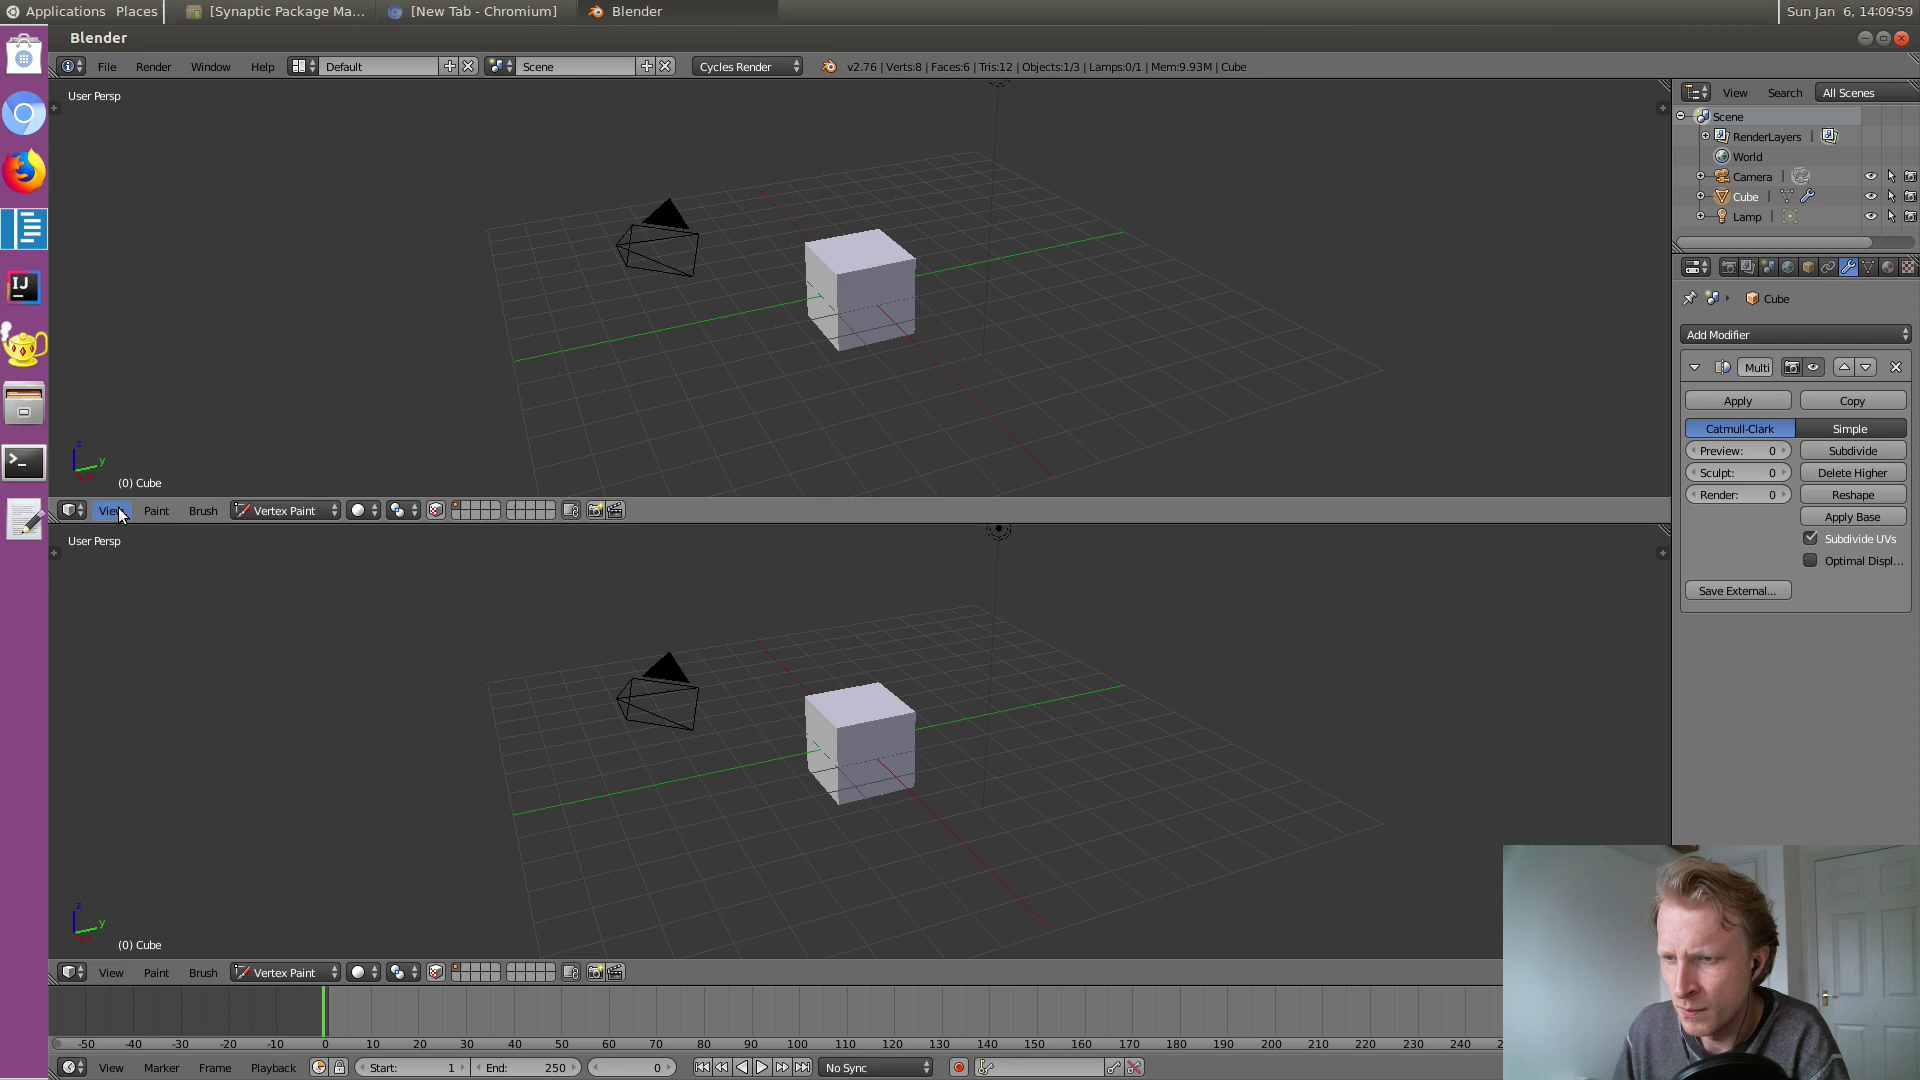 Applications Places [Synaptic Package Ma... [New Tab - Chromium] Blender Sun Jan 6, 14:09:59
Blender
File Render Window Help Default Scene Cycles Render v2.76 | Verts:8 | Faces:6 | Tris:12 | Objects:1/3 | Lamps:0/1 | Mem:9.93M | Cube
User Persp
View Search All Scenes
Scene
RenderLayers
World
Camera
Cube
Lamp
Cube
Add Modifier
Multi
Apply Copy
Catmull-Clark Simple
Preview: 0 Subdivide
Sculpt: 0 Delete Higher
Render: 0 Reshape
Apply Base
Subdivide UVs
Optimal Displ...
Save External...
IJ
z
y
(0) Cube
View Paint Brush Vertex Paint
User Persp
z
y
(0) Cube
View Paint Brush Vertex Paint
-50 -40 -30 -20 -10 0 10 20 30 40 50 60 70 80 90 100 110 120 130 140 150 160 170 180 190 200 210 220 230 240
View Marker Frame Playback Start: 1 End: 250 0 No Sync